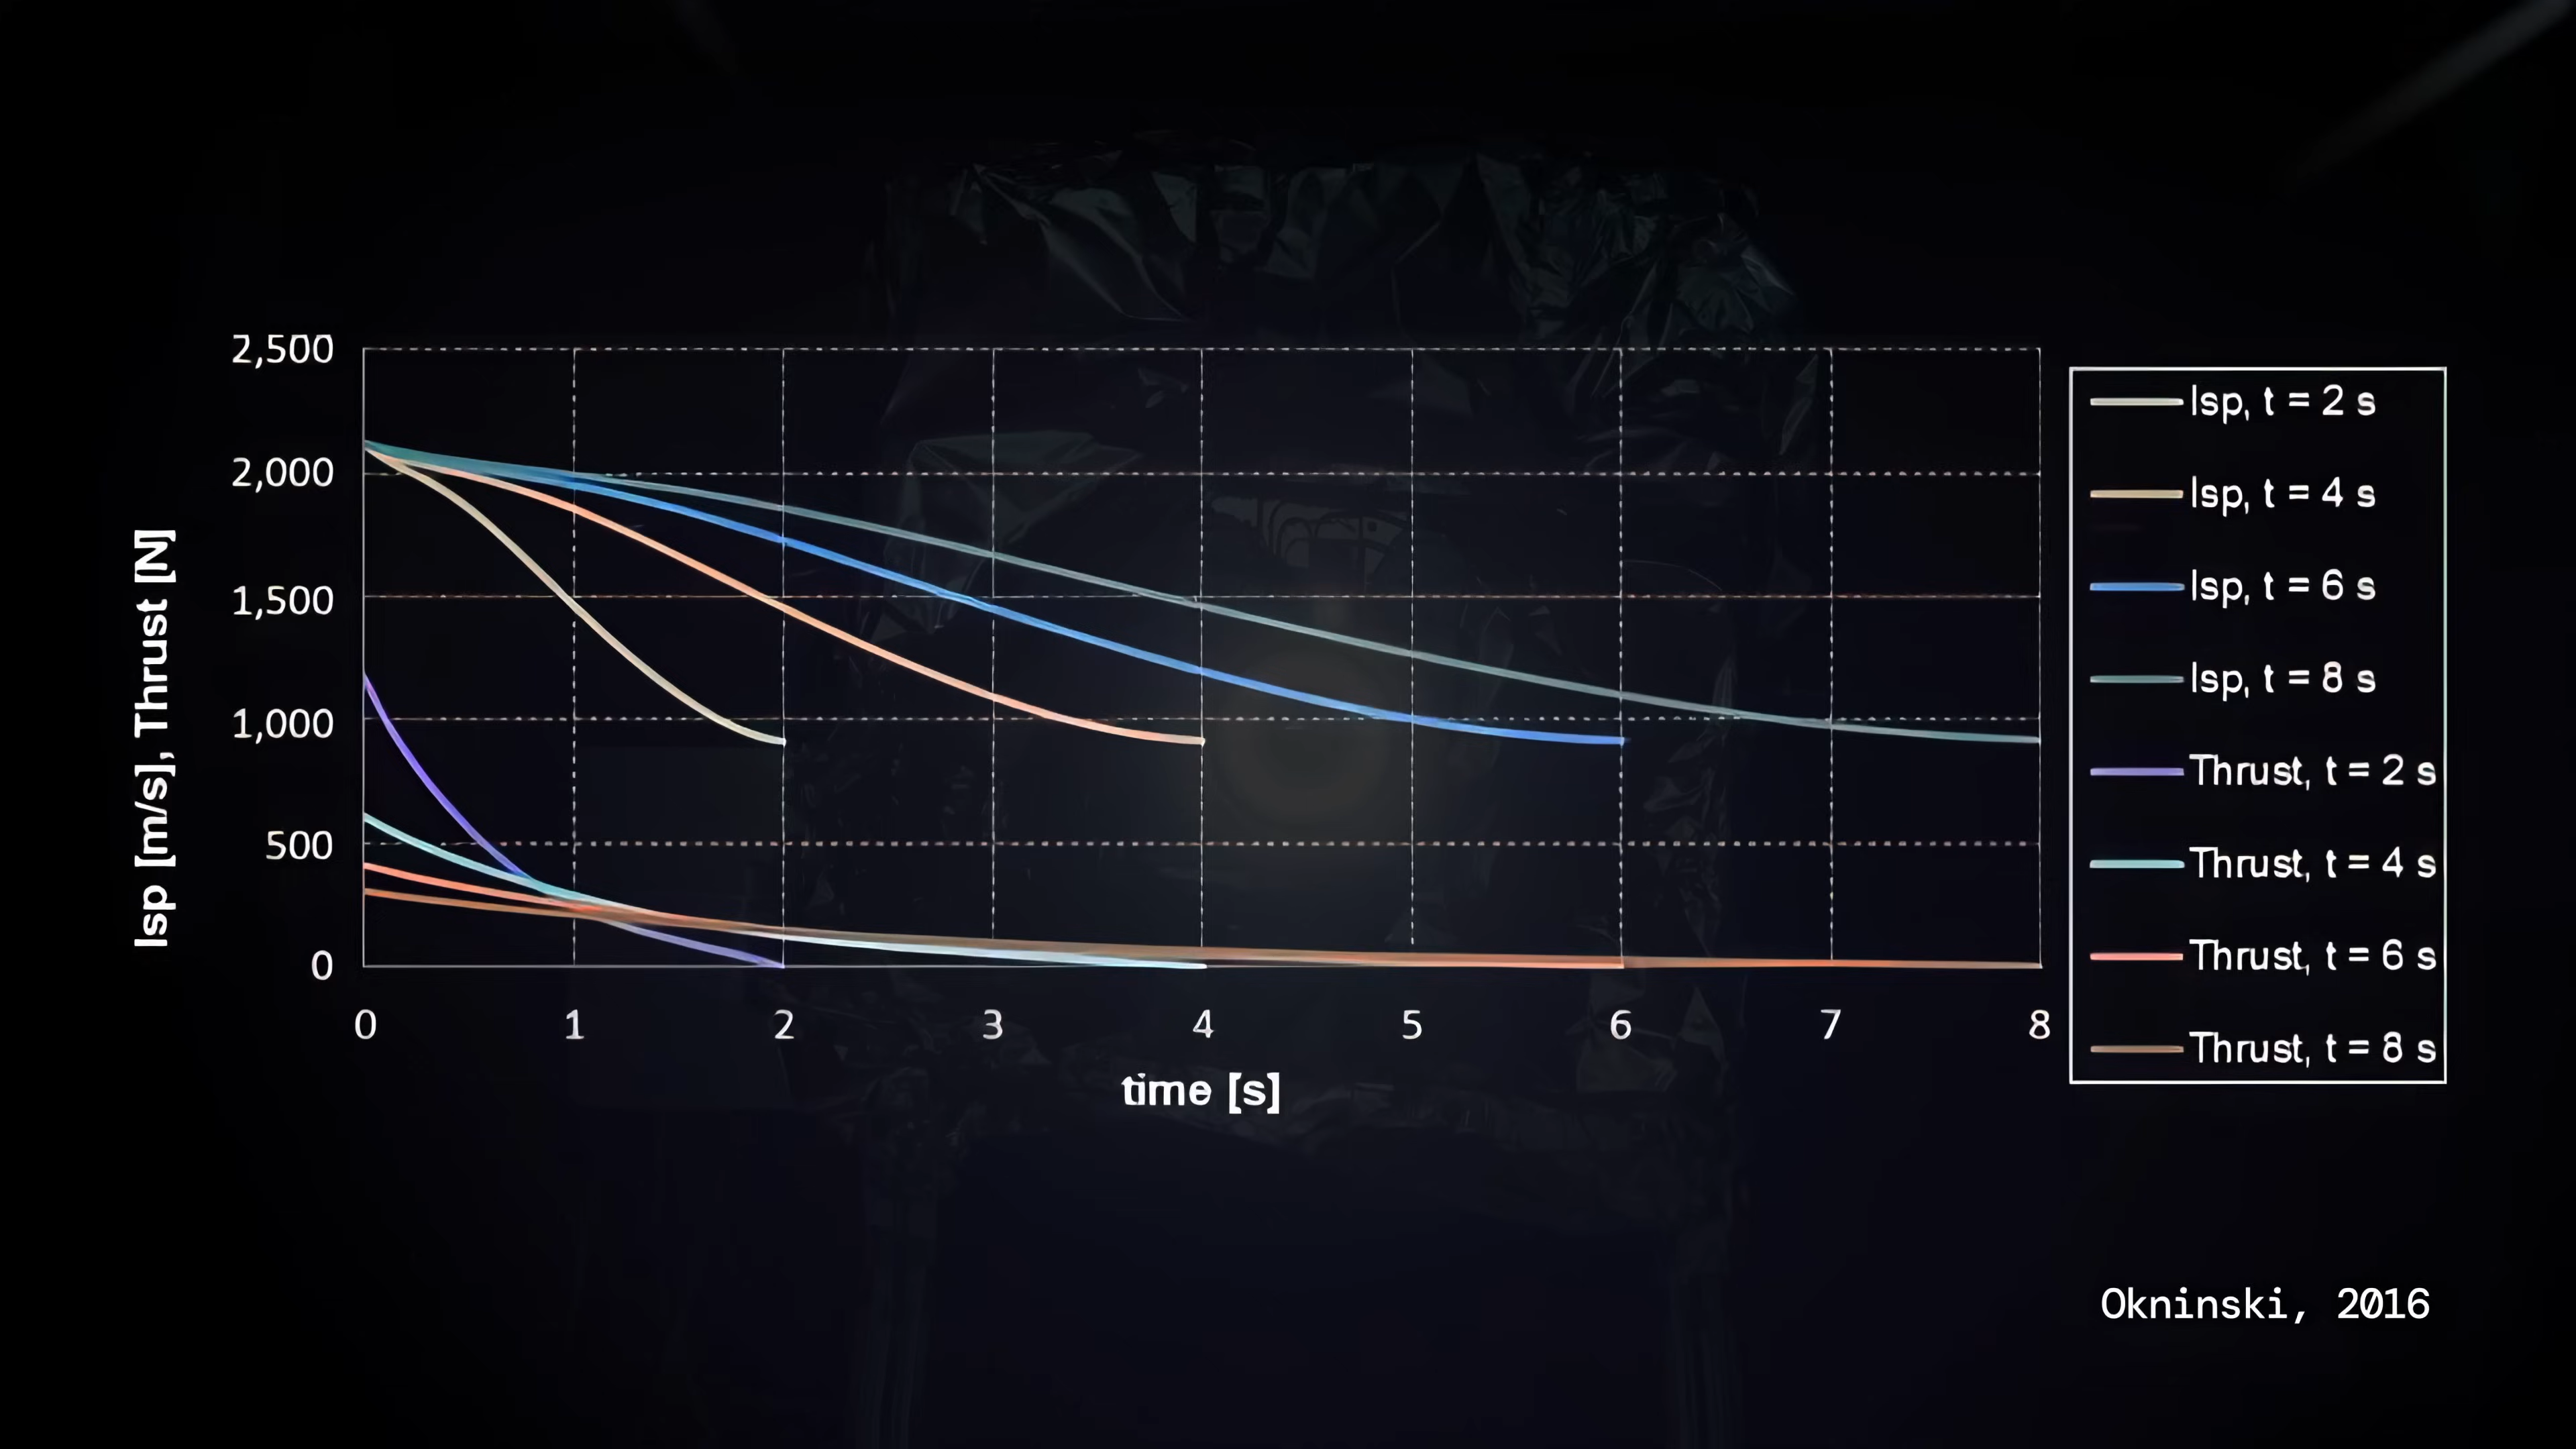 2,500
2,000
1,500
1,000
500
0
Isp [m/s], Thrust [N]
0 1 2 3 4 5 6 7 8
time [s]
Isp, t = 2 s
Isp, t = 4 s
Isp, t = 6 s
Isp, t = 8 s
Thrust, t = 2 s
Thrust, t = 4 s
Thrust, t = 6 s
Thrust, t = 8 s
Okninski, 2016